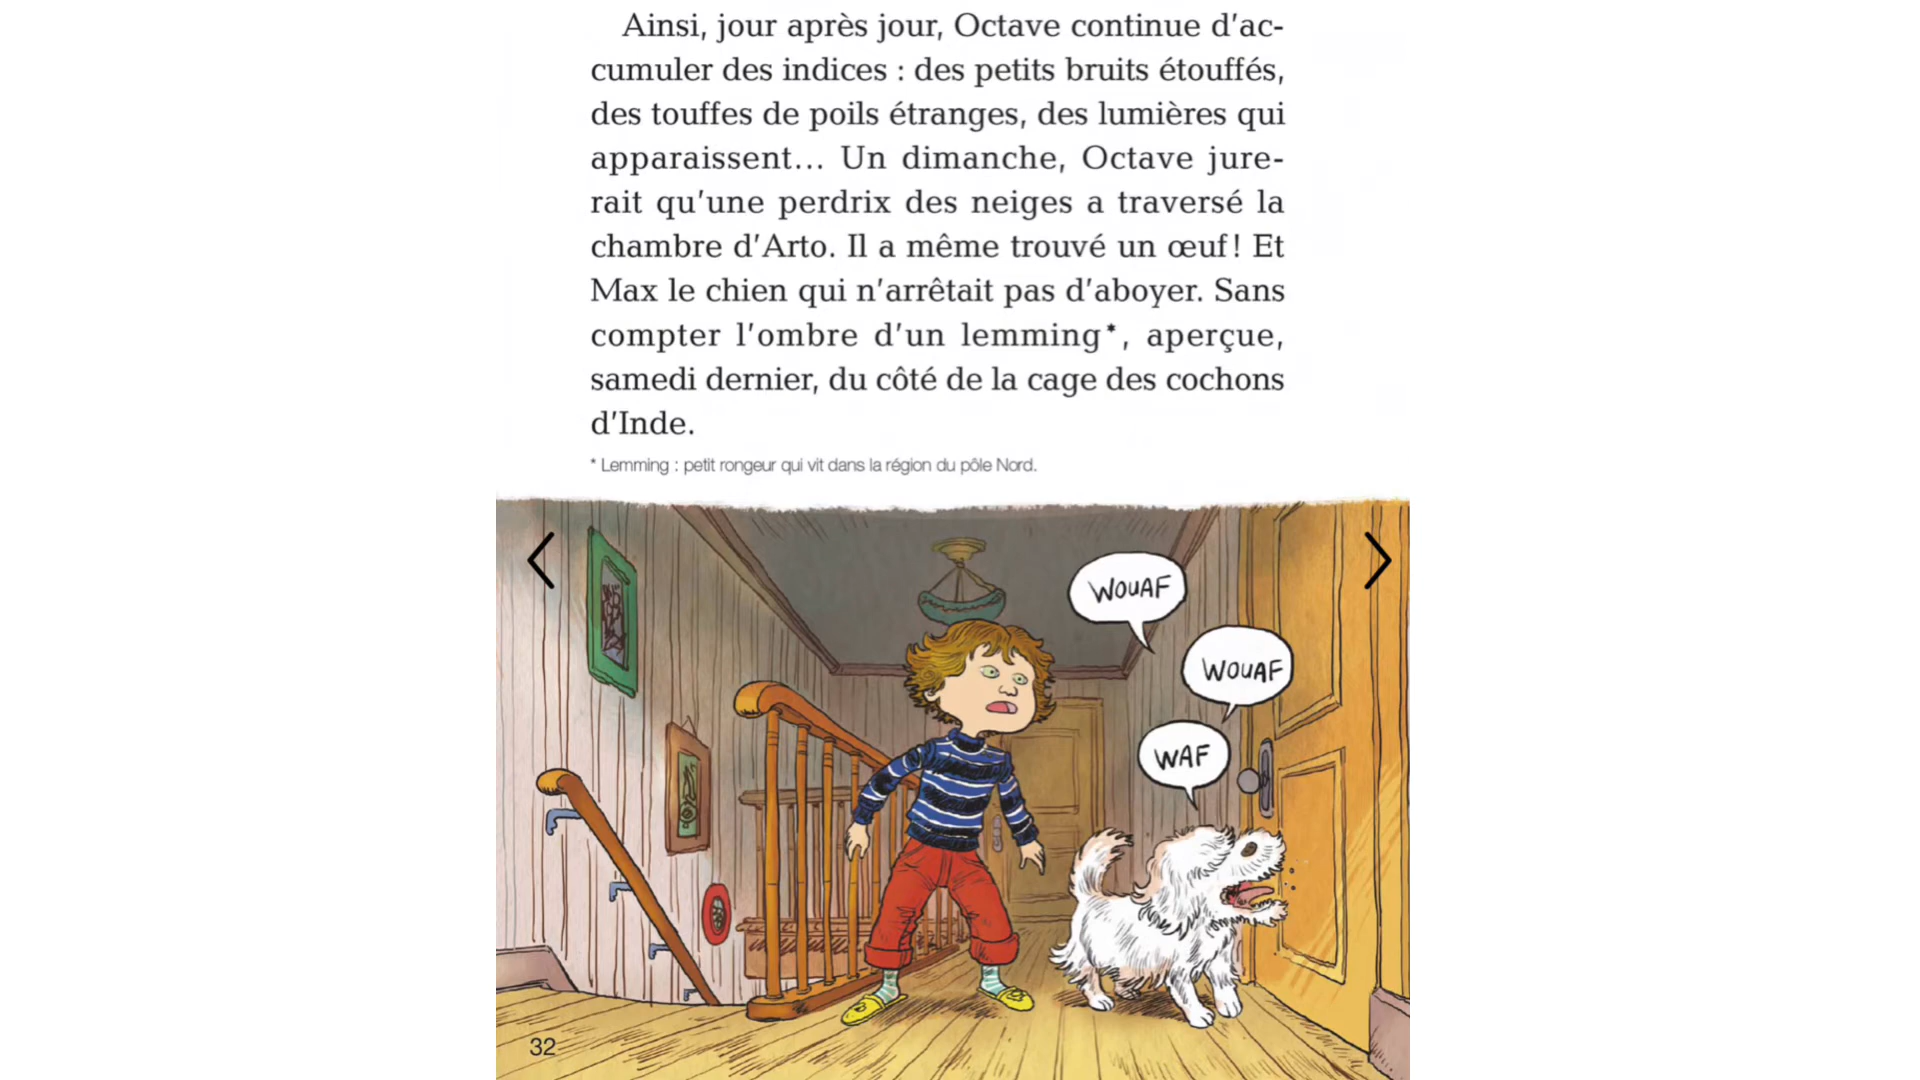 Ainsi, jour après jour, Octave continue d’ac-
cumuler des indices : des petits bruits étouffés,
des touffes de poils étranges, des lumières qui
apparaissent… Un dimanche, Octave jure-
rait qu’une perdrix des neiges a traversé la
chambre d’Arto. Il a même trouvé un œuf ! Et
Max le chien qui n’arrêtait pas d’aboyer. Sans
compter l’ombre d’un lemming*, aperçue,
samedi dernier, du côté de la cage des cochons
d’Inde.
* Lemming : petit rongeur qui vit dans la région du pôle Nord.
WOUAF
WOUAF
WAF
32